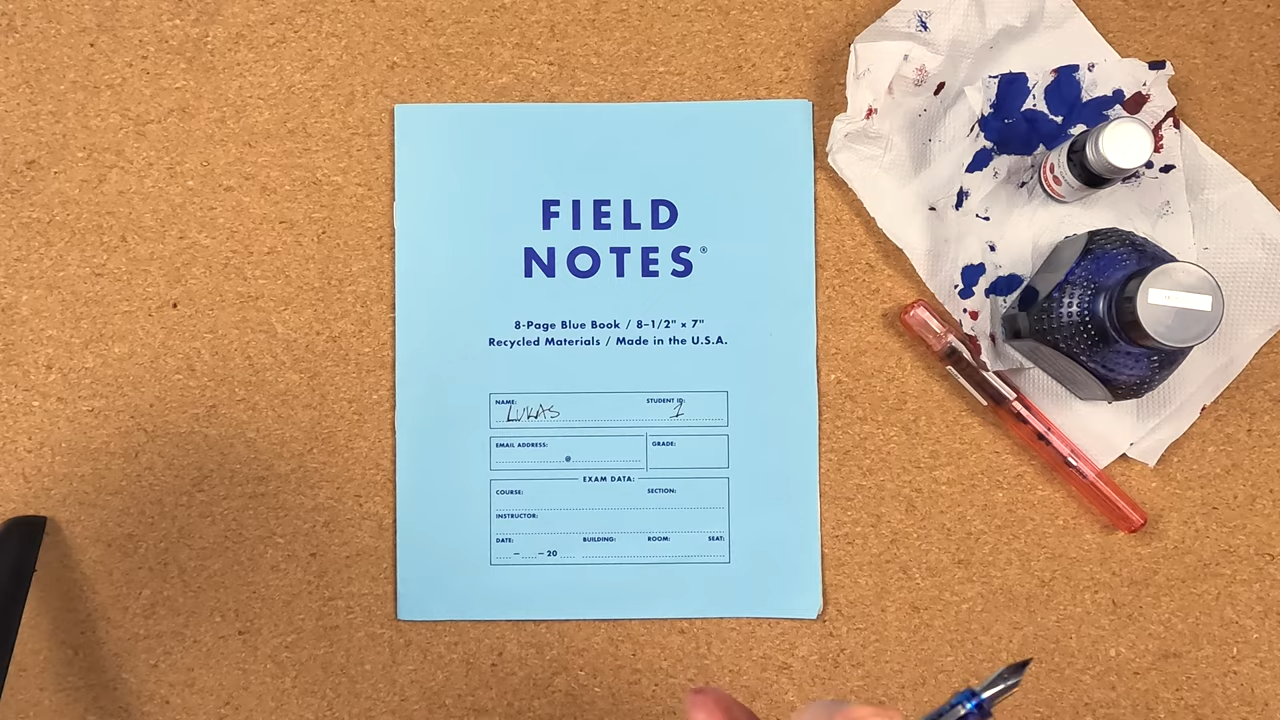 FIELD
NOTES®
8-Page Blue Book / 8-1/2" x 7"
Recycled Materials / Made in the U.S.A.
NAME: LUKAS STUDENT ID: 1
EMAIL ADDRESS: GRADE:
@
EXAM DATA:
COURSE: SECTION:
INSTRUCTOR:
DATE: BUILDING: ROOM: SEAT:
– – 20